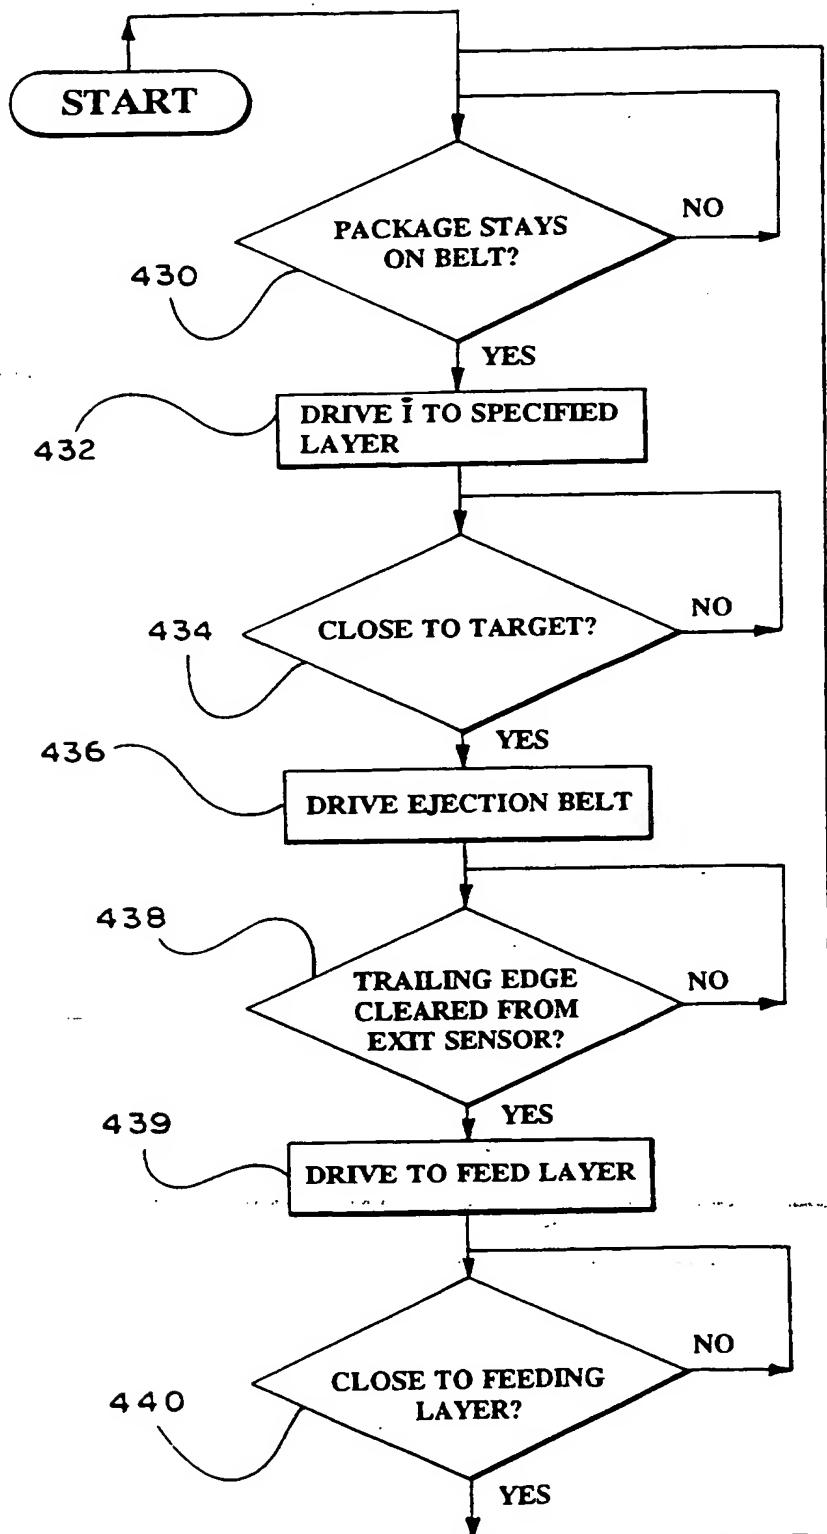 START
PACKAGE STAYS
ON BELT?
NO
430
YES
DRIVE Ī TO SPECIFIED
LAYER
432
CLOSE TO TARGET?
NO
434
YES
436
DRIVE EJECTION BELT
438
TRAILING EDGE
CLEARED FROM
EXIT SENSOR?
NO
YES
439
DRIVE TO FEED LAYER
CLOSE TO FEEDING
LAYER?
NO
440
YES